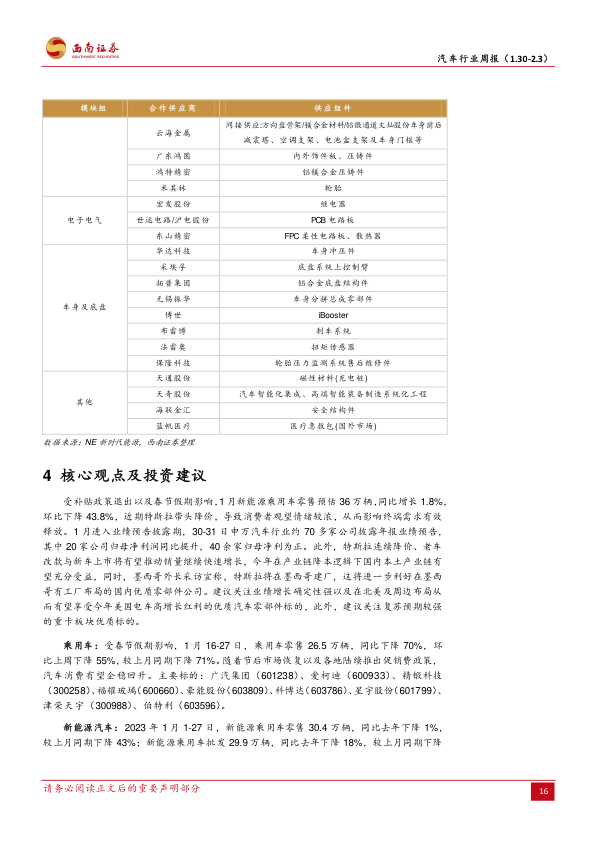 西南证券
SOUTHWEST SECURITIES
汽车行业周报（1.30-2.3）
模块组 合作供应商 供应组件
云海金属 间接供应:方向盘骨架/镁合金材料/铝微通道文灿股份车身前后
减震塔、空调支架、电池盒支架及车身门框等
广东鸿图 内外饰件板、压铸件
鸿特精密 铝镁合金压铸件
米其林 轮胎
电子电气 宏发股份 继电器
世运电路/沪电股份 PCB 电路板
东山精密 FPC 柔性电路板、散热器
车身及底盘 华达科技 车身冲压件
采埃孚 底盘系统上控制臂
拓普集团 铝合金底盘结构件
无锡振华 车身分拼总成零部件
博世 iBooster
布雷博 刹车系统
法雷奥 扭矩传感器
保隆科技 轮胎压力监测系统售后维修件
其他 天通股份 磁性材料(充电桩)
天奇股份 汽车智能化集成、高端智能装备制造系统化工程
海联金汇 安全结构件
蓝帆医疗 医疗急救包(国外市场)
数据来源：NE 新时代能源，西南证券整理
4 核心观点及投资建议
受补贴政策退出以及春节假期影响，1 月新能源乘用车零售预估 36 万辆，同比增长 1.8%，
环比下降 43.8%，近期特斯拉带头降价，导致消费者观望情绪较浓，从而影响终端需求有效
释放。1 月进入业绩预告披露期，30-31 日申万汽车行业约 70 多家公司披露年报业绩预告，
其中 20 家公司归母净利润同比提升，40 余家归母净利为正。此外，特斯拉连续降价、老车
改款与新车上市将有望推动销量继续快速增长，今年在产业链降本逻辑下国内本土产业链有
望充分受益，同时，墨西哥外长采访宣称，特斯拉将在墨西哥建厂，这将进一步利好在墨西
哥有工厂布局的国内优质零部件公司。建议关注业绩增长确定性强以及在北美及周边布局从
而有望享受今年美国电车高增长红利的优质汽车零部件标的，此外，建议关注复苏预期较强
的重卡板块优质标的。
乘用车：受春节假期影响，1 月 16-27 日，乘用车零售 26.5 万辆，同比下降 70%，环
比上周下降 55%，较上月同期下降 71%。随着节后市场恢复以及各地陆续推出促销费政策，
汽车消费有望企稳回升。主要标的：广汽集团（601238）、爱柯迪（600933）、精锻科技
（300258）、福耀玻璃（600660）、豪能股份（603809）、科博达（603786）、星宇股份（601799）、
津荣天宇（300988）、伯特利（603596）。
新能源汽车：2023 年 1 月 1-27 日，新能源乘用车零售 30.4 万辆，同比去年下降 1%，
较上月同期下降 43%；新能源乘用车批发 29.9 万辆，同比去年下降 18%，较上月同期下降
请务必阅读正文后的重要声明部分
16